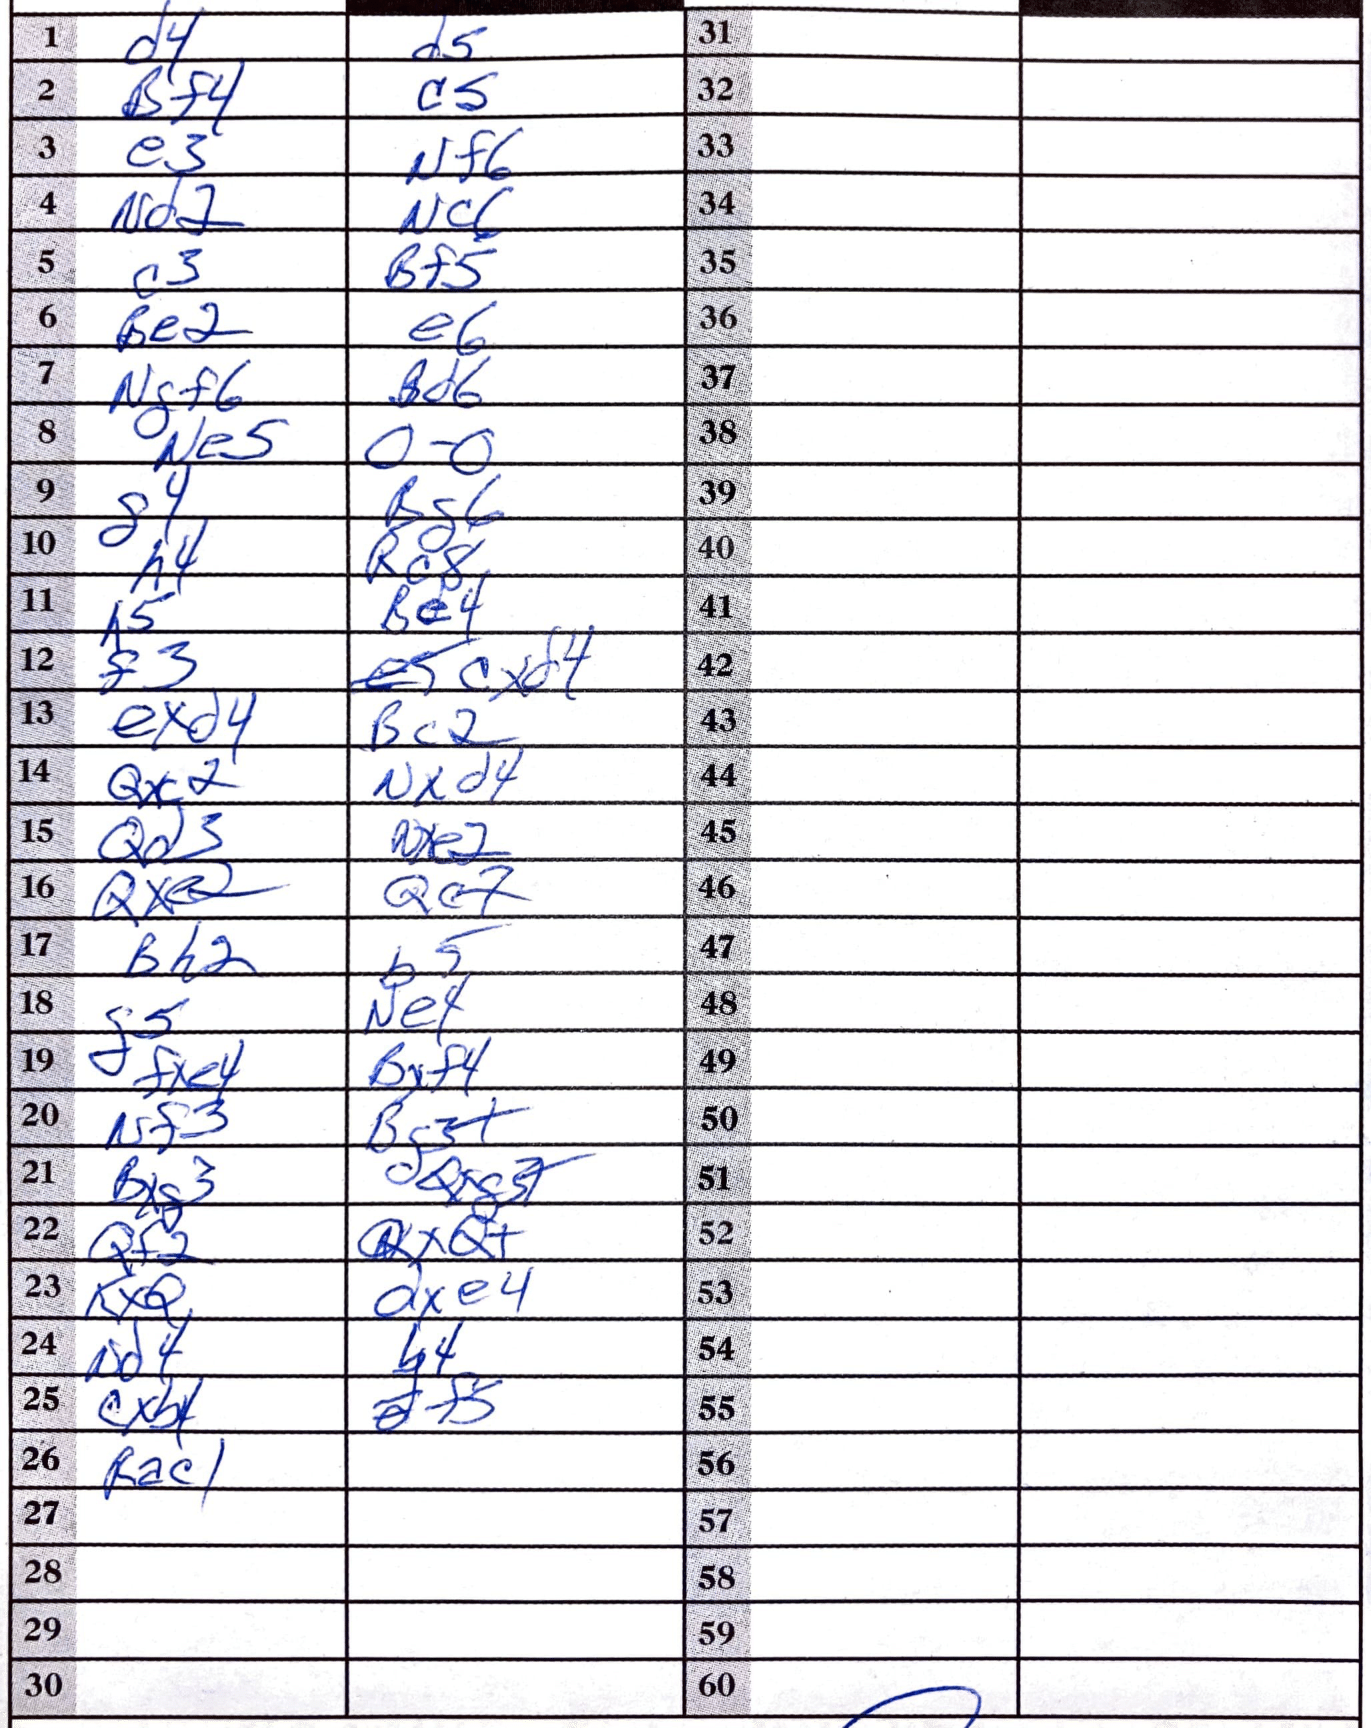 1 d4 d5 31
2 Bf4 c5 32
3 e3 Nf6 33
4 Nd2 Nc6 34
5 c3 Bf5 35
6 Be2 e6 36
7 Ngf6 Bd6 37
8 Ne5 0-0 38
9 g4 Bg6 39
10 h4 Rc8 40
11 h5 Be4 41
12 f3 e5 cxd4 42
13 exd4 Bc2 43
14 Qxc2 Nxd4 44
15 Qd3 Nxe2 45
16 Qxe2 Qc7 46
17 Bh2 b5 47
18 g5 Ne4 48
19 fxe4 Bxf4 49
20 Nf3 Bg3+ 50
21 Bxg3 Qxg3+ 51
22 Qf2 QxQ+ 52
23 KxQ dxe4 53
24 Nd4 b4 54
25 cxb4 f5 55
26 Rac1 56
27 57
28 58
29 59
30 60